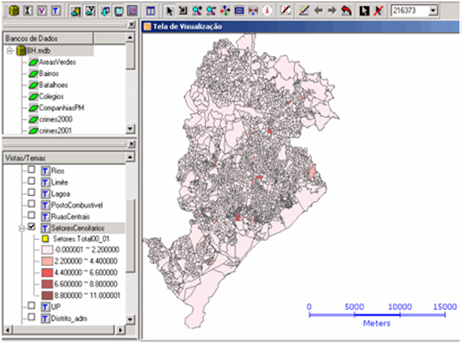 216373
Bancos de Dados
BH.mdb
AreasVerdes
Bairros
Batalhoes
Colegios
CompanhiasPM
crimes2000
crimes2001
Vistas/Temas
Rios
Limite
Lagoa
PostoCombustivel
RuasCentrais
SetoresCensitarios
Setores.Total00_01
-0.000001 ~ 2.200000
2.200000 ~ 4.400000
4.400000 ~ 6.600000
6.600000 ~ 8.800000
8.800000 ~ 11.000001
UP
Distrito_adm
Tela de Visualização
0 5000 10000 15000
Meters